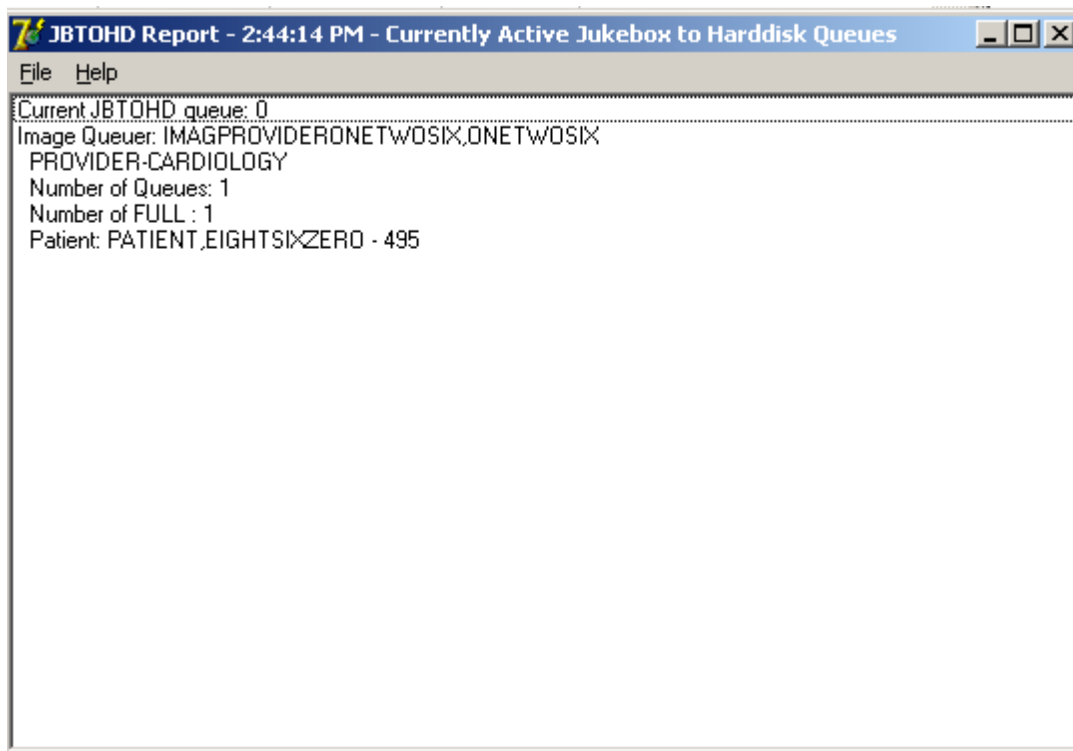 JBTOHD Report - 2:44:14 PM - Currently Active Jukebox to Harddisk Queues
File Help
Current JBTOHD queue: 0
Image Queuer: IMAGPROVIDERONETWOSIX,ONETWOSIX
PROVIDER-CARDIOLOGY
Number of Queues: 1
Number of FULL : 1
Patient: PATIENT,EIGHTSIXZERO - 495